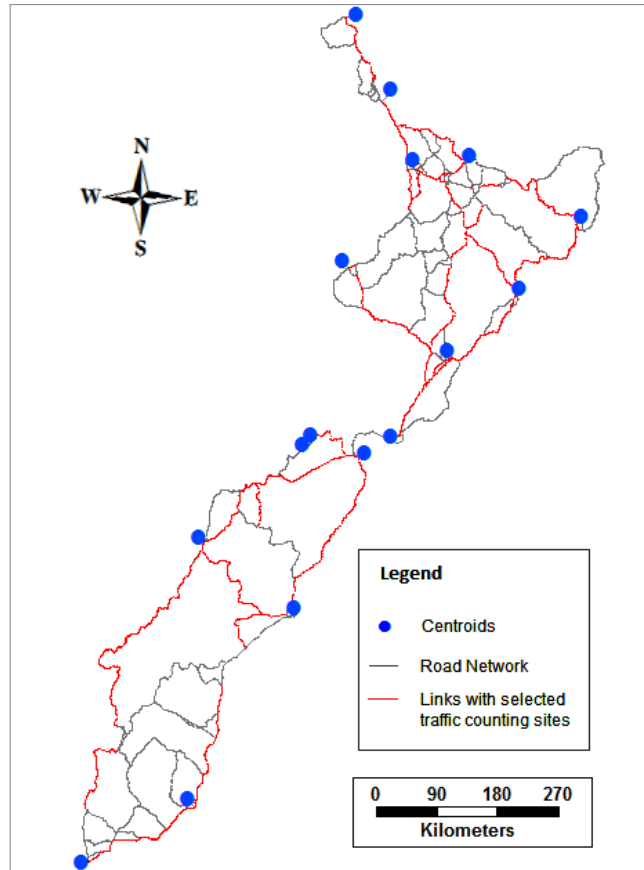 N
W E
S
Legend
Centroids
Road Network
Links with selected
traffic counting sites
0 90 180 270
Kilometers